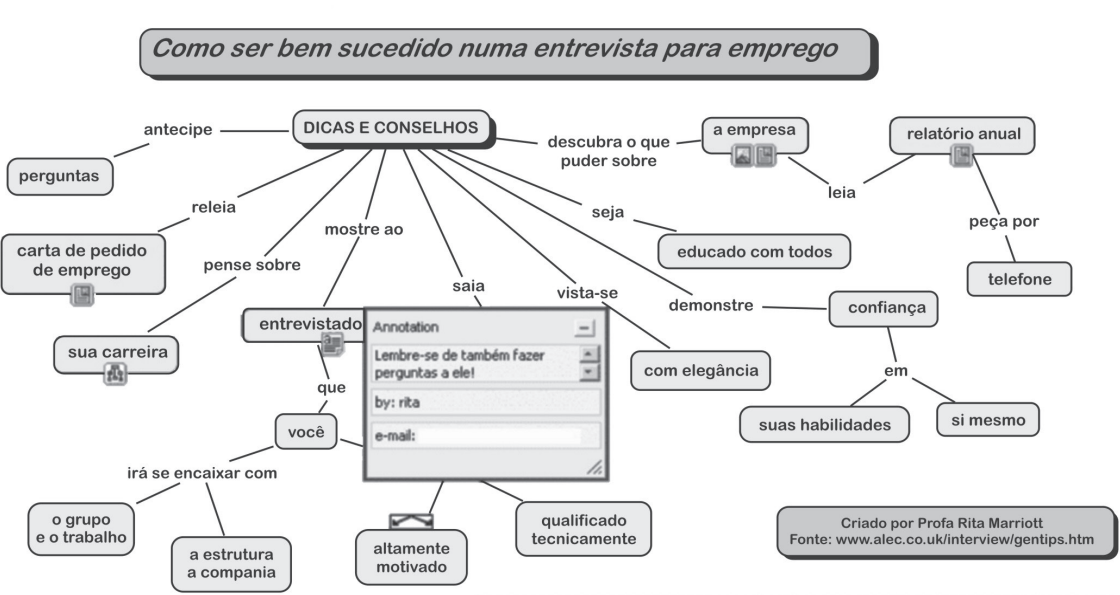 Como ser bem sucedido numa entrevista para emprego
DICAS E CONSELHOS
antecipe
perguntas
releia
carta de pedido
de emprego
pense sobre
sua carreira
mostre ao
entrevistado
que
você
irá se encaixar com
o grupo
e o trabalho
a estrutura
a compania
saia
Annotation
Lembre-se de também fazer
perguntas a ele!
by: rita
e-mail:
altamente
motivado
qualificado
tecnicamente
vista-se
com elegância
demonstre
confiança
em
suas habilidades
si mesmo
seja
educado com todos
descubra o que
puder sobre
a empresa
leia
relatório anual
peça por
telefone
Criado por Profa Rita Marriott
Fonte: www.alec.co.uk/interview/gentips.htm